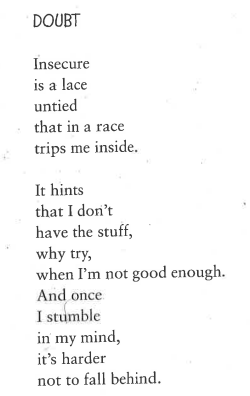 DOUBT
Insecure
is a lace
untied
that in a race
trips me inside.
It hints
that I don't
have the stuff,
why try,
when I'm not good enough.
And once
I stumble
in my mind,
it's harder
not to fall behind.